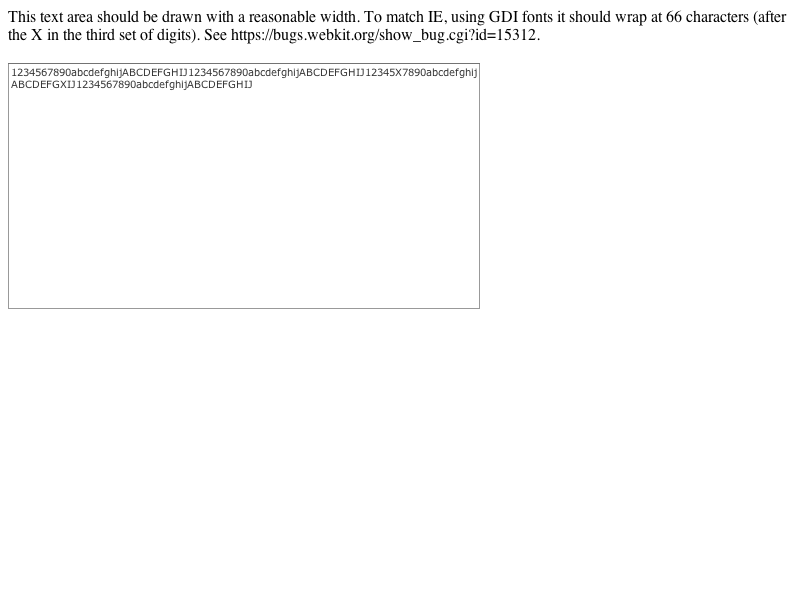 This text area should be drawn with a reasonable width. To match IE, using GDI fonts it should wrap at 66 characters (after
the X in the third set of digits). See https://bugs.webkit.org/show_bug.cgi?id=15312.
1234567890abcdefghijABCDEFGHIJ1234567890abcdefghijABCDEFGHIJ12345X7890abcdefghij
ABCDEFGXIJ1234567890abcdefghijABCDEFGHIJ